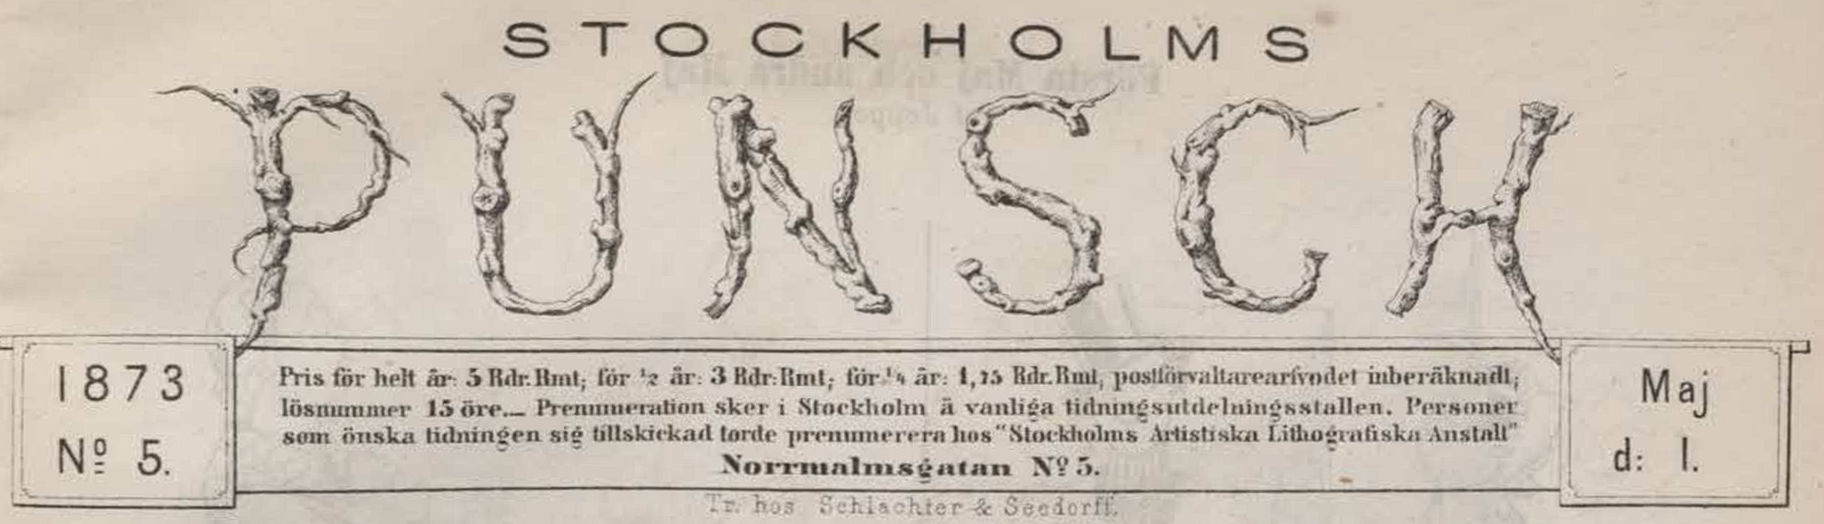 STOCKHOLMS
PUNSCH
1873
Nº 5.
Pris för helt år: 5 Rdr.Rmt; för ½ år: 3 Rdr:Rmt; för ¼ år: 1,75 Rdr.Rmt, postförvaltarearfvodet inberäknadt;
lösnummer 15 öre._ Prenumeration sker i Stockholm å vanliga tidningsutdelningsställen. Personer
som önska tidningen sig tillskickad torde prenumerera hos "Stockholms Artistiska Lithografiska Anstalt"
Norrmalmsgatan Nº 5.
Maj
d: 1.
Tr. hos Schlachter & Seedorff.